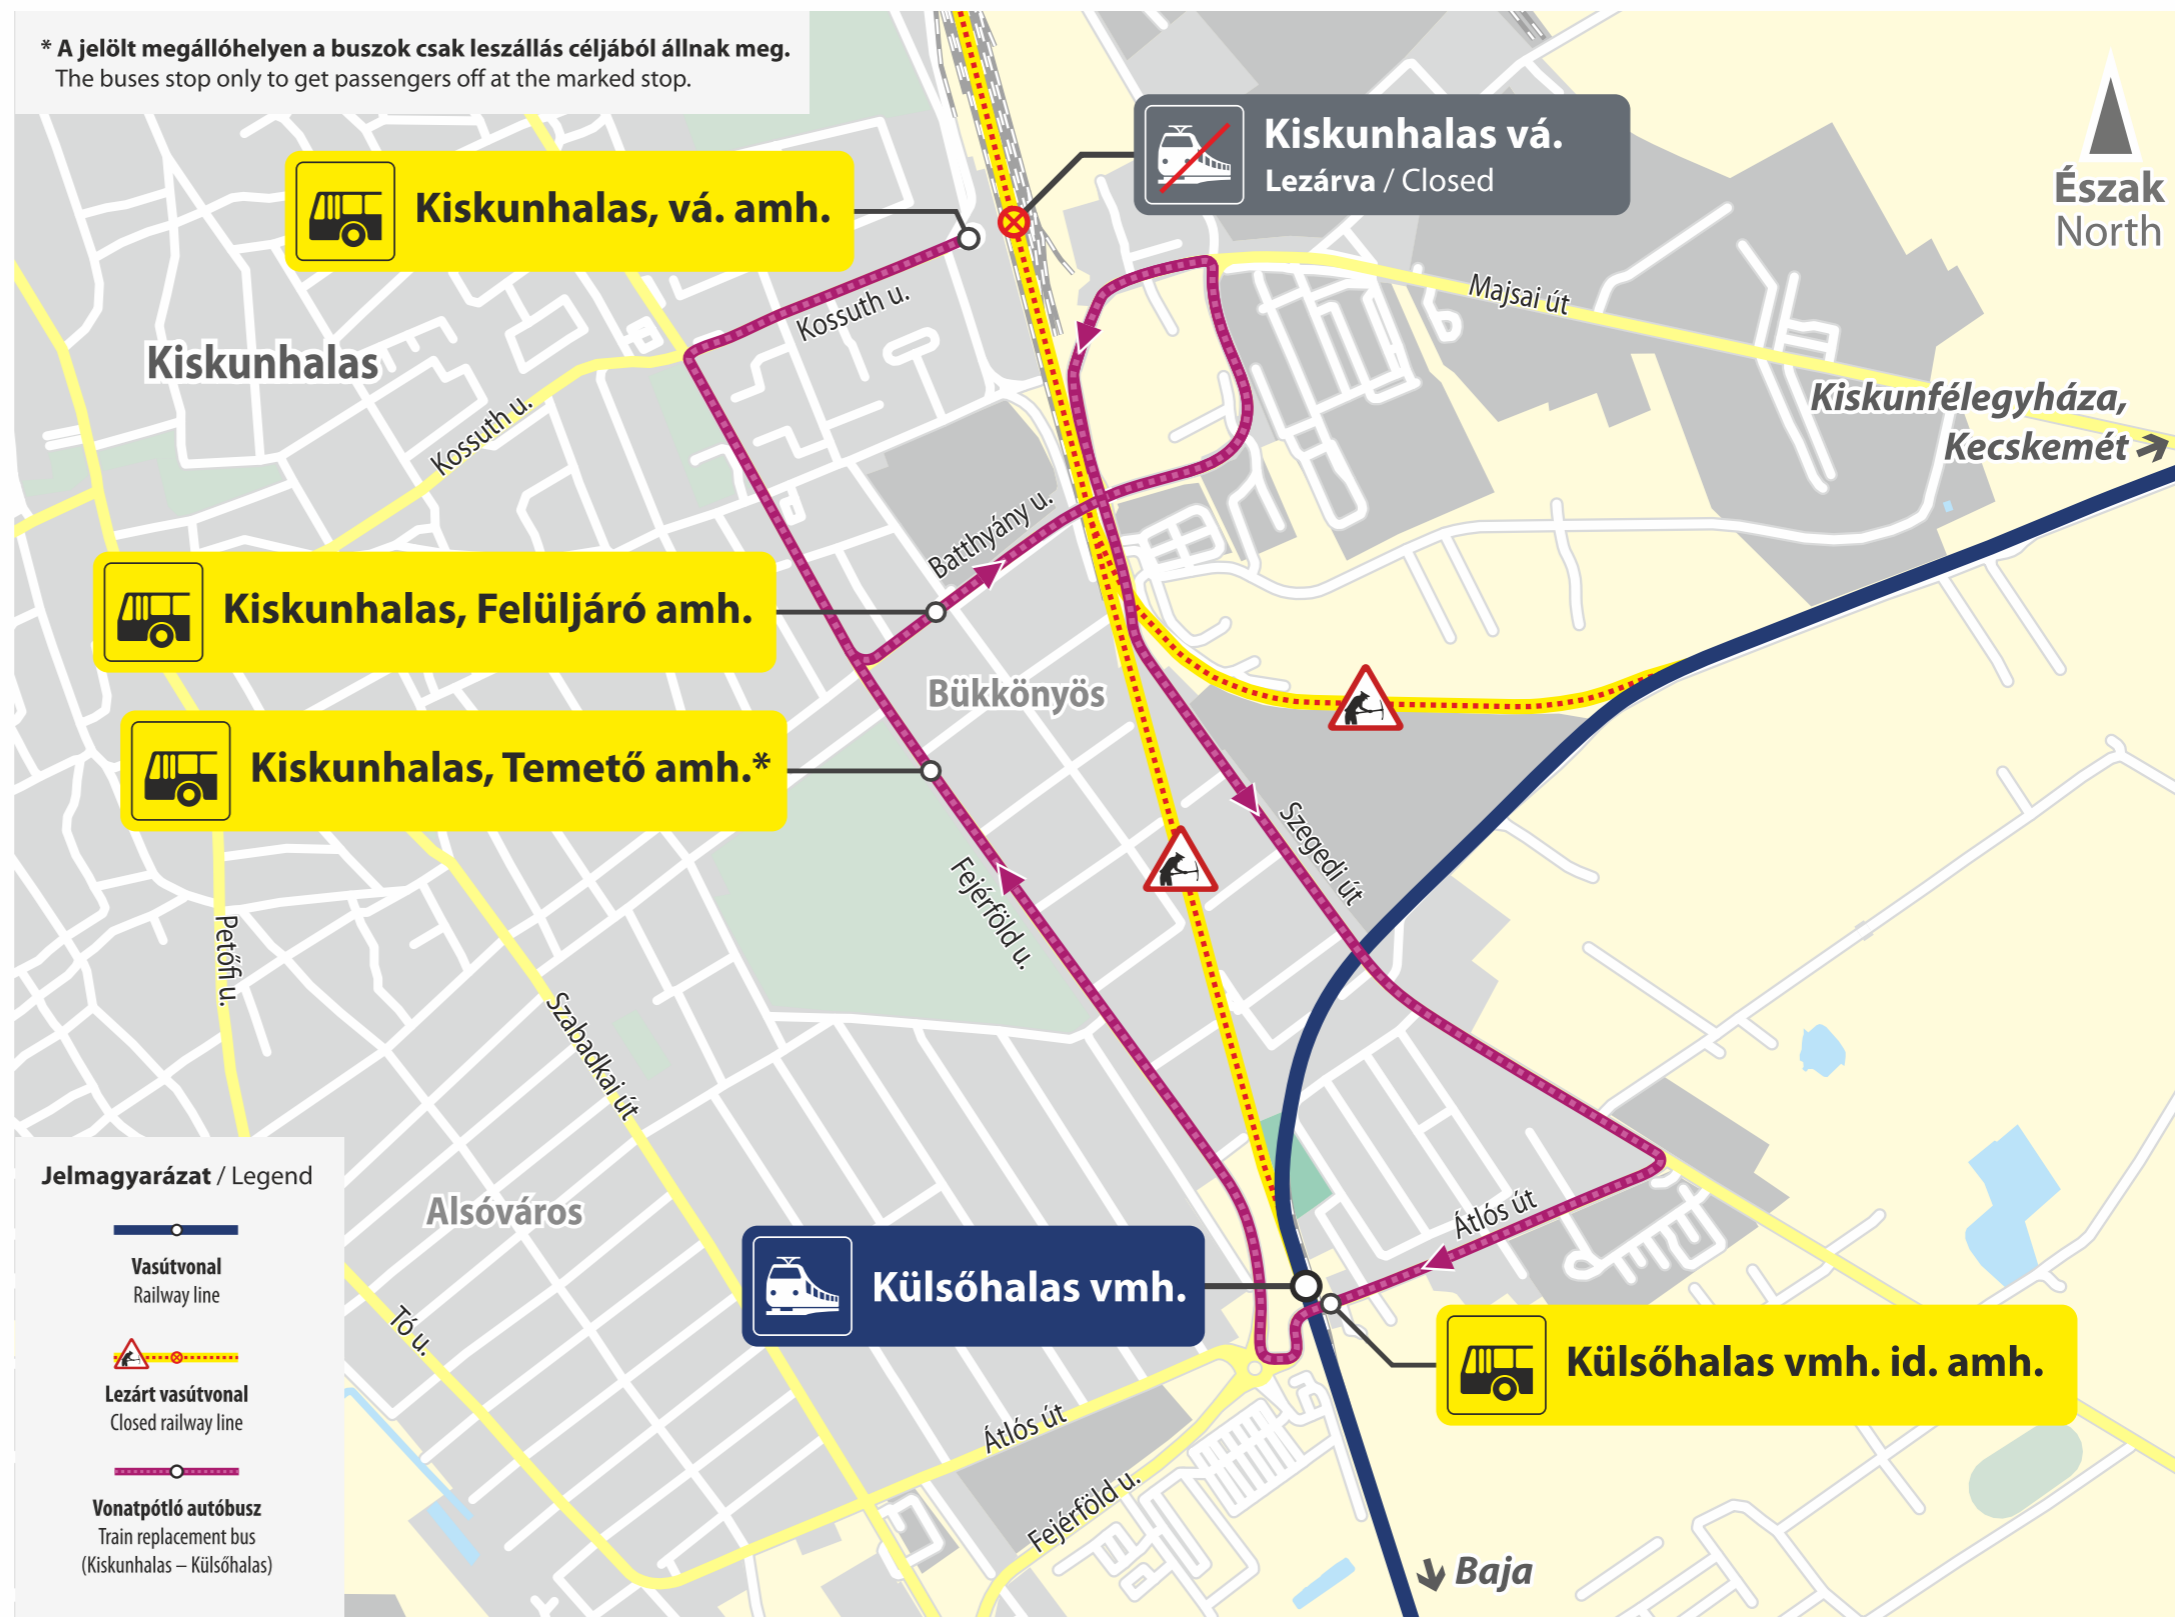 * A jelölt megállóhelyen a buszok csak leszállás céljából állnak meg.
The buses stop only to get passengers off at the marked stop.
Kiskunhalas vá.
Lezárva / Closed
Észak
North
Kiskunhalas, vá. amh.
Kossuth u.
Majsai út
Kiskunhalas
Kossuth u.
Kiskunfélegyháza,
Kecskemét
Batthyány u.
Kiskunhalas, Felüljáró amh.
Bükkönyös
Kiskunhalas, Temető amh.*
Szegedi út
Fejérföld u.
Petőfi u.
Szabadkai út
Jelmagyarázat / Legend
Vasútvonal
Railway line
Lezárt vasútvonal
Closed railway line
Vonatpótló autóbusz
Train replacement bus
(Kiskunhalas – Külsőhalas)
Alsóváros
Átlós út
Külsőhalas vmh.
Tó u.
Külsőhalas vmh. id. amh.
Átlós út
Fejérföld u.
Baja